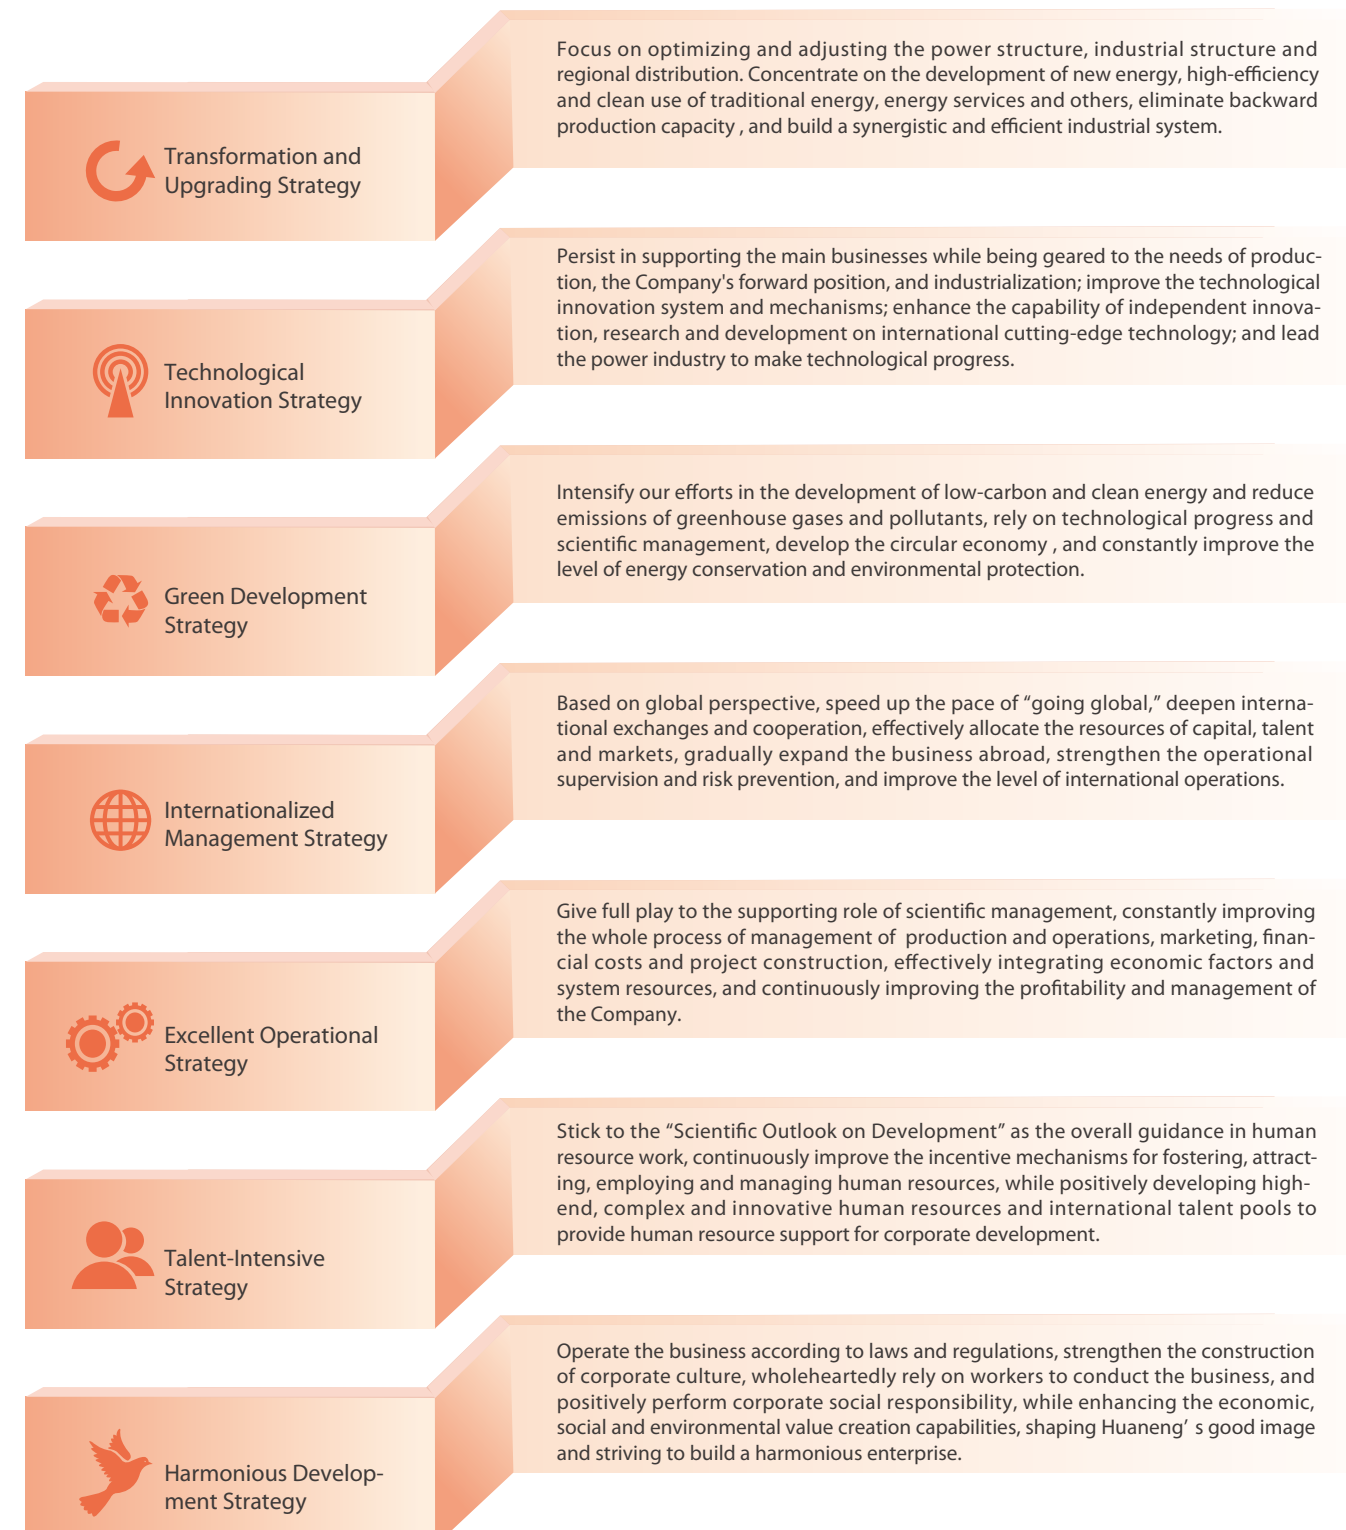 Focus on optimizing and adjusting the power structure, industrial structure and
regional distribution. Concentrate on the development of new energy, high-efficiency
and clean use of traditional energy, energy services and others, eliminate backward
production capacity , and build a synergistic and efficient industrial system.
Transformation and
Upgrading Strategy
Persist in supporting the main businesses while being geared to the needs of produc-
tion, the Company's forward position, and industrialization; improve the technological
innovation system and mechanisms; enhance the capability of independent innova-
tion, research and development on international cutting-edge technology; and lead
the power industry to make technological progress.
Technological
Innovation Strategy
Intensify our efforts in the development of low-carbon and clean energy and reduce
emissions of greenhouse gases and pollutants, rely on technological progress and
scientific management, develop the circular economy , and constantly improve the
level of energy conservation and environmental protection.
Green Development
Strategy
Based on global perspective, speed up the pace of “going global,” deepen interna-
tional exchanges and cooperation, effectively allocate the resources of capital, talent
and markets, gradually expand the business abroad, strengthen the operational
supervision and risk prevention, and improve the level of international operations.
Internationalized
Management Strategy
Give full play to the supporting role of scientific management, constantly improving
the whole process of management of  production and operations, marketing, finan-
cial costs and project construction, effectively integrating economic factors and
system resources, and continuously improving the profitability and management of
the Company.
Excellent Operational
Strategy
Stick to the “Scientific Outlook on Development” as the overall guidance in human
resource work, continuously improve the incentive mechanisms for fostering, attract-
ing, employing and managing human resources, while positively developing high-
end, complex and innovative human resources and international talent pools to
provide human resource support for corporate development.
Talent-Intensive
Strategy
Operate the business according to laws and regulations, strengthen the construction
of corporate culture, wholeheartedly rely on workers to conduct the business, and
positively perform corporate social responsibility, while enhancing the economic,
social and environmental value creation capabilities, shaping Huaneng’ s good image
and striving to build a harmonious enterprise.
Harmonious Develop-
ment Strategy